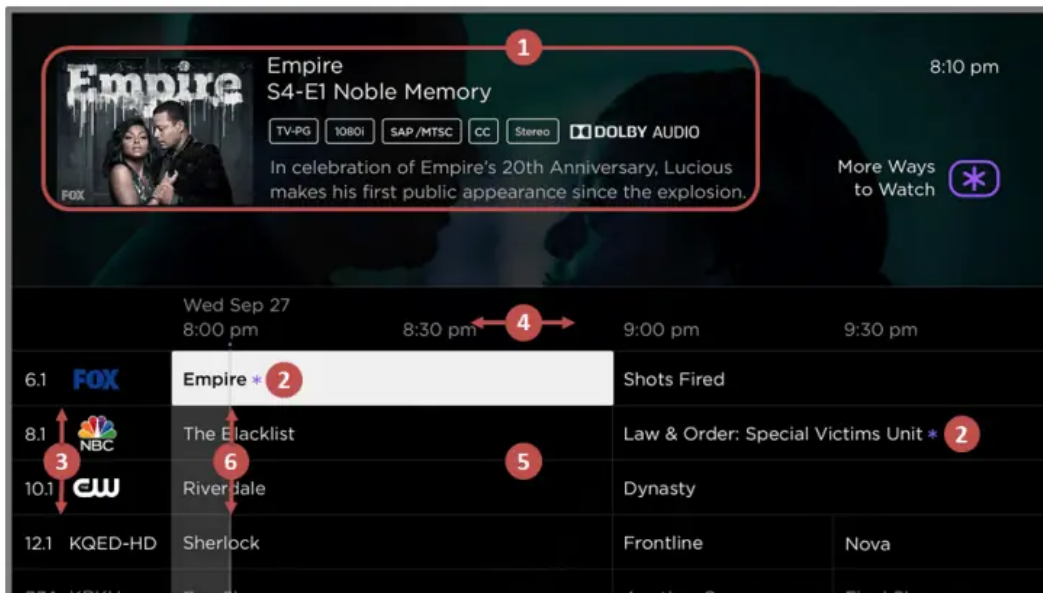 1
Empire
Empire
S4-E1 Noble Memory
8:10 pm
TV-PG 1080i SAP/MTSC CC Stereo DOLBY AUDIO
In celebration of Empire's 20th Anniversary, Lucious
makes his first public appearance since the explosion.
FOX
More Ways
to Watch *
Wed Sep 27
8:00 pm 8:30 pm 4 9:00 pm 9:30 pm
6.1 FOX Empire * 2 Shots Fired
8.1 NBC The Blacklist Law & Order: Special Victims Unit * 2
3 6 5
10.1 CW Riverdale Dynasty
12.1 KQED-HD Sherlock Frontline Nova